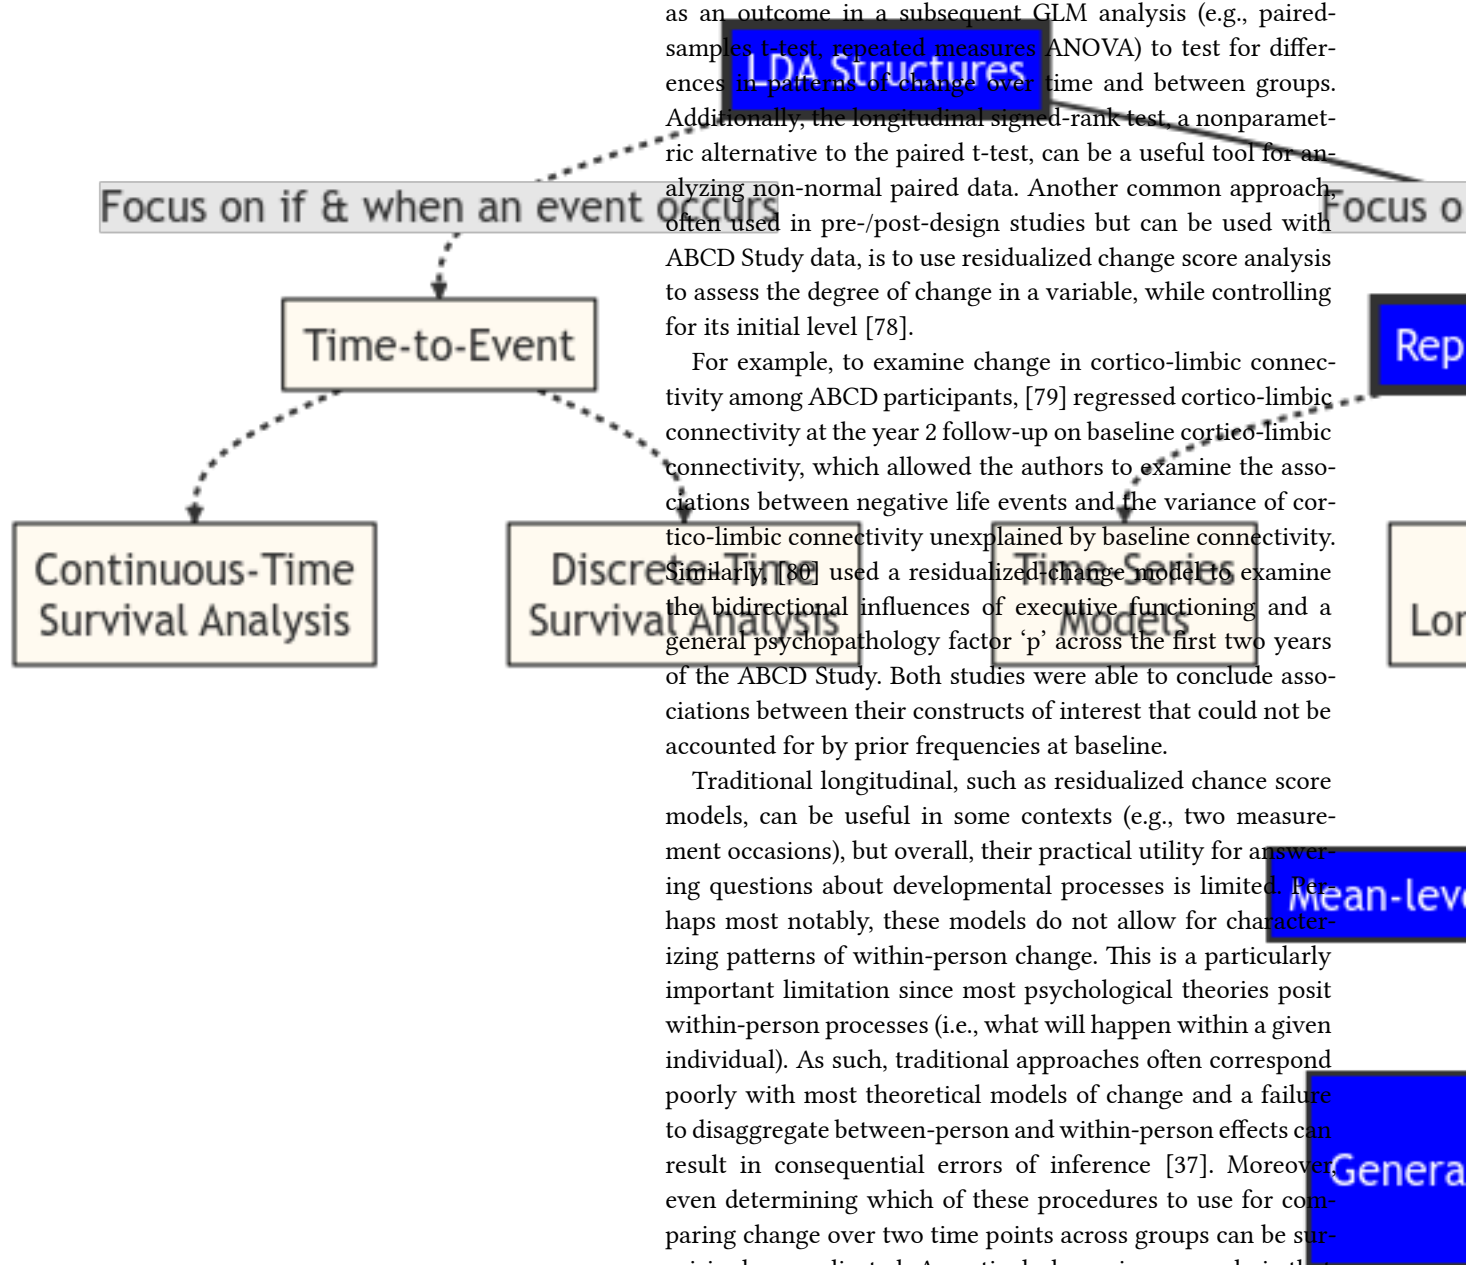 LDA Structures
Focus on if & when an event occurs
Focus o
Time-to-Event
Rep
Continuous-Time
Survival Analysis
Discrete-Time
Survival Analysis
Time-Series
Models
Lon
Mean-leve
Genera
as an outcome in a subsequent GLM analysis (e.g., paired-
samples t-test, repeated measures ANOVA) to test for differ-
ences in patterns of change over time and between groups.
Additionally, the longitudinal signed-rank test, a nonparamet-
ric alternative to the paired t-test, can be a useful tool for an-
alyzing non-normal paired data. Another common approach,
often used in pre-/post-design studies but can be used with
ABCD Study data, is to use residualized change score analysis
to assess the degree of change in a variable, while controlling
for its initial level [78].
For example, to examine change in cortico-limbic connec-
tivity among ABCD participants, [79] regressed cortico-limbic
connectivity at the year 2 follow-up on baseline cortico-limbic
connectivity, which allowed the authors to examine the asso-
ciations between negative life events and the variance of cor-
tico-limbic connectivity unexplained by baseline connectivity.
Similarly, [80] used a residualized-change model to examine
the bidirectional influences of executive functioning and a
general psychopathology factor ‘p’ across the first two years
of the ABCD Study. Both studies were able to conclude asso-
ciations between their constructs of interest that could not be
accounted for by prior frequencies at baseline.
Traditional longitudinal, such as residualized chance score
models, can be useful in some contexts (e.g., two measure-
ment occasions), but overall, their practical utility for answer-
ing questions about developmental processes is limited. Per-
haps most notably, these models do not allow for character-
izing patterns of within-person change. This is a particularly
important limitation since most psychological theories posit
within-person processes (i.e., what will happen within a given
individual). As such, traditional approaches often correspond
poorly with most theoretical models of change and a failure
to disaggregate between-person and within-person effects can
result in consequential errors of inference [37]. Moreover,
even determining which of these procedures to use for com-
paring change over two time points across groups can be sur-